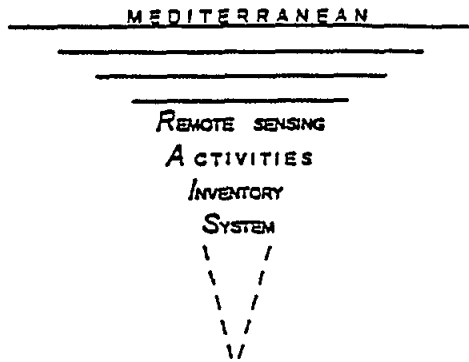 MEDITERRANEAN
REMOTE SENSING
ACTIVITIES
INVENTORY
SYSTEM